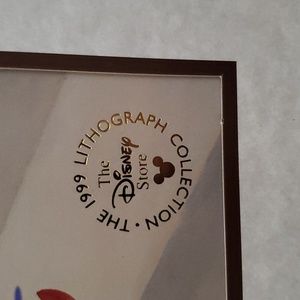 THE 1999 LITHOGRAPH COLLECTION •
The
Disney
Store